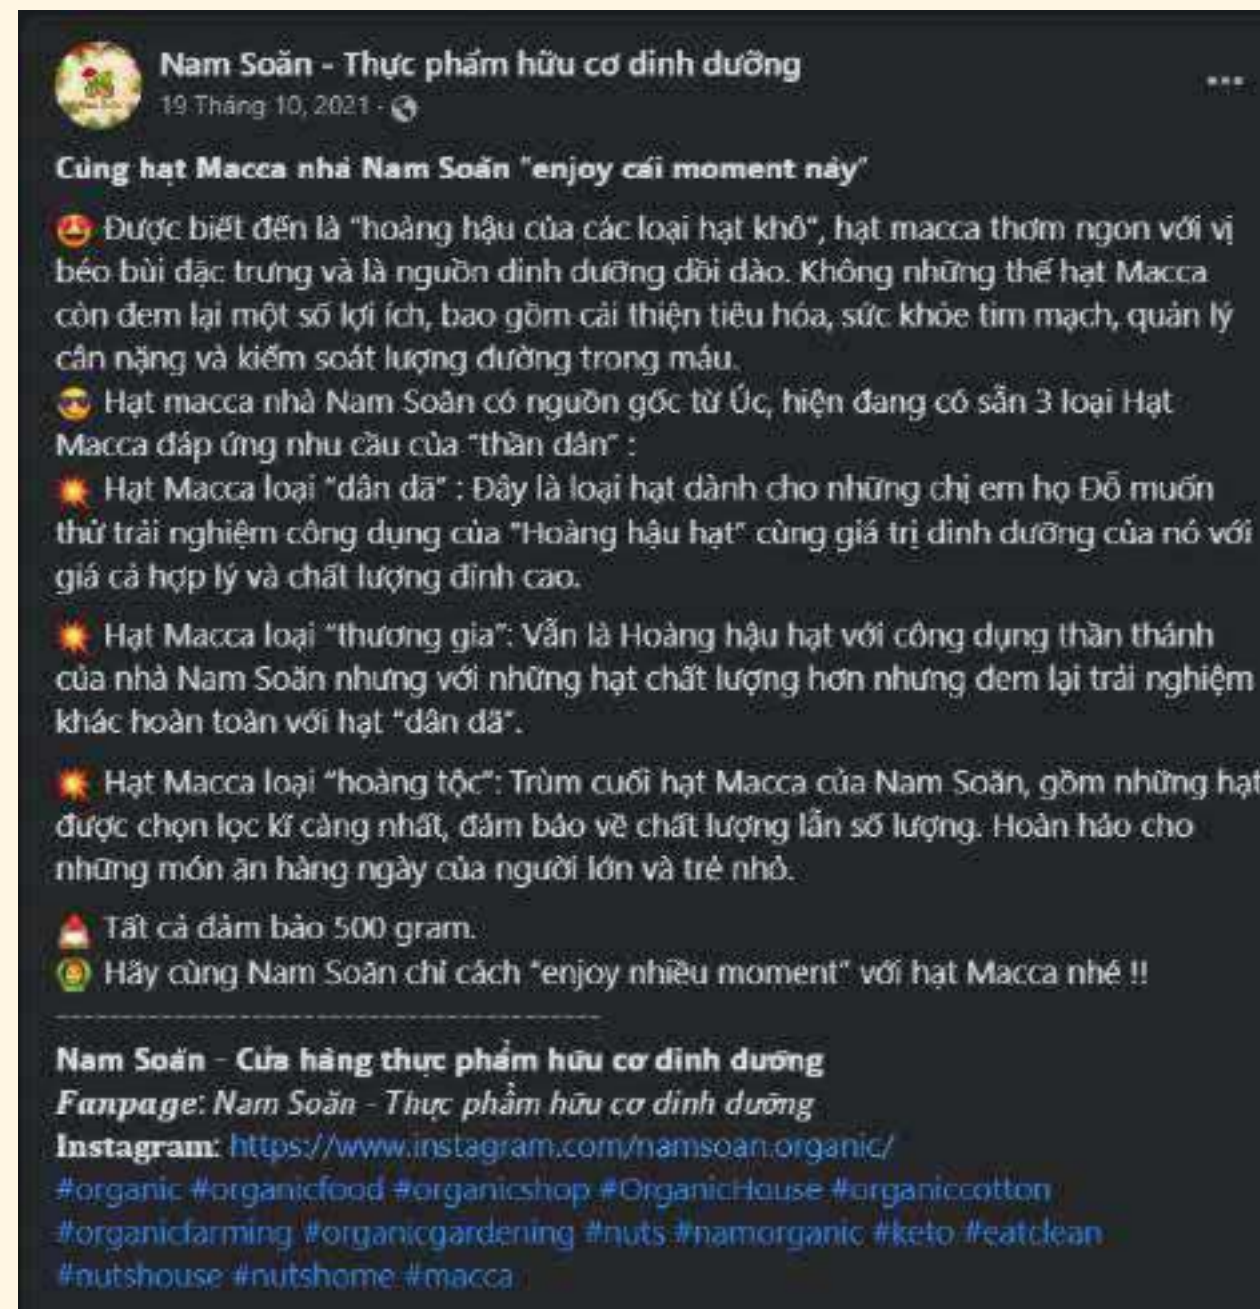 Nam Soăn - Thực phẩm hữu cơ dinh dưỡng
19 Tháng 10, 2021 ·
Cùng hạt Macca nhà Nam Soăn "enjoy cái moment này"
Được biết đến là "hoàng hậu của các loại hạt khô", hạt macca thơm ngon với vị
béo bùi đặc trưng và là nguồn dinh dưỡng dồi dào. Không những thế hạt Macca
còn đem lại một số lợi ích, bao gồm cải thiện tiêu hóa, sức khỏe tim mạch, quản lý
cân nặng và kiểm soát lượng đường trong máu.
Hạt macca nhà Nam Soăn có nguồn gốc từ Úc, hiện đang có sẵn 3 loại Hạt
Macca đáp ứng nhu cầu của "thần dân" :
Hạt Macca loại "dân dã" : Đây là loại hạt dành cho những chị em họ Đỗ muốn
thử trải nghiệm công dụng của "Hoàng hậu hạt" cùng giá trị dinh dưỡng của nó với
giá cả hợp lý và chất lượng đỉnh cao.
Hạt Macca loại "thương gia": Vẫn là Hoàng hậu hạt với công dụng thần thánh
của nhà Nam Soăn nhưng với những hạt chất lượng hơn nhưng đem lại trải nghiệm
khác hoàn toàn với hạt "dân dã".
Hạt Macca loại "hoàng tộc": Trùm cuối hạt Macca của Nam Soăn, gồm những hạt
được chọn lọc kĩ càng nhất, đảm bảo về chất lượng lẫn số lượng. Hoàn hảo cho
những món ăn hàng ngày của người lớn và trẻ nhỏ.
Tất cả đảm bảo 500 gram.
Hãy cùng Nam Soăn chỉ cách "enjoy nhiều moment" với hạt Macca nhé !!
------------------------------------------
Nam Soăn - Cửa hàng thực phẩm hữu cơ dinh dưỡng
Fanpage: Nam Soăn - Thực phẩm hữu cơ dinh dưỡng
Instagram: https://www.instagram.com/namsoan.organic/
#organic #organicfood #organicshop #OrganicHouse #organiccotton
#organicfarming #organicgardening #nuts #namorganic #keto #eatclean
#nutshouse #nutshome #macca